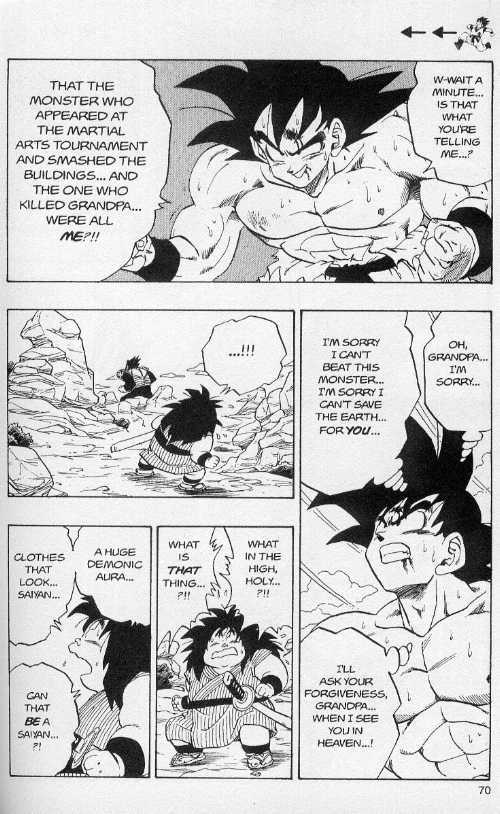 W-WAIT A
MINUTE...
IS THAT
WHAT
YOU'RE
TELLING
ME...?
THAT THE
MONSTER WHO
APPEARED AT
THE MARTIAL
ARTS TOURNAMENT
AND SMASHED THE
BUILDINGS... AND
THE ONE WHO
KILLED GRANDPA...
WERE ALL
ME?!!
OH,
GRANDPA...
I'M
SORRY...
I'M SORRY
I CAN'T
BEAT THIS
MONSTER...
I'M SORRY I
CAN'T SAVE
THE EARTH...
FOR YOU...
I'LL
ASK YOUR
FORGIVENESS,
GRANDPA...
WHEN I SEE
YOU IN
HEAVEN...!
...!!!
WHAT
IN THE
HIGH,
HOLY...
?!!
WHAT
IS
THAT
THING...
?!!
A HUGE
DEMONIC
AURA...
CLOTHES
THAT
LOOK...
SAIYAN...
CAN
THAT
BE A
SAIYAN...
?!
70